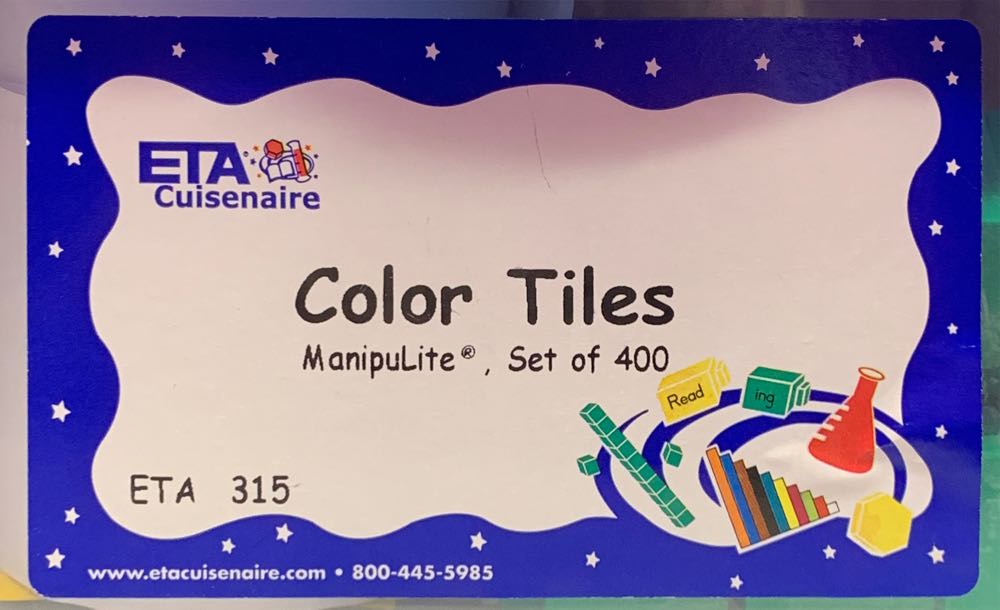 ETA
Cuisenaire
Color Tiles
ManipuLite®, Set of 400
Read
ing
ETA 315
www.etacuisenaire.com • 800-445-5985